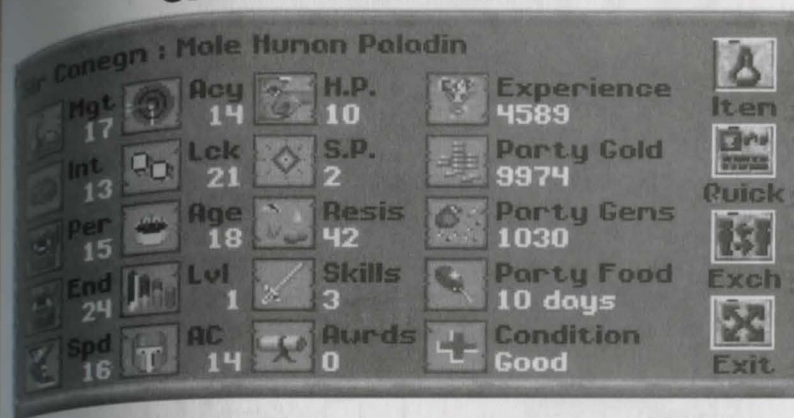 Sir Canegm : Male Human Paladin
Mgt 17 Acy 14 H.P. 10 Experience 4589 Item
Int 13 Lck 21 S.P. 2 Party Gold 9974 Quick
Per 15 Age 18 Resis 42 Party Gems 1030 Exch
End 24 Lvl 1 Skills 3 Party Food 10 days Exit
Spd 16 AC 14 Awrds 0 Condition Good